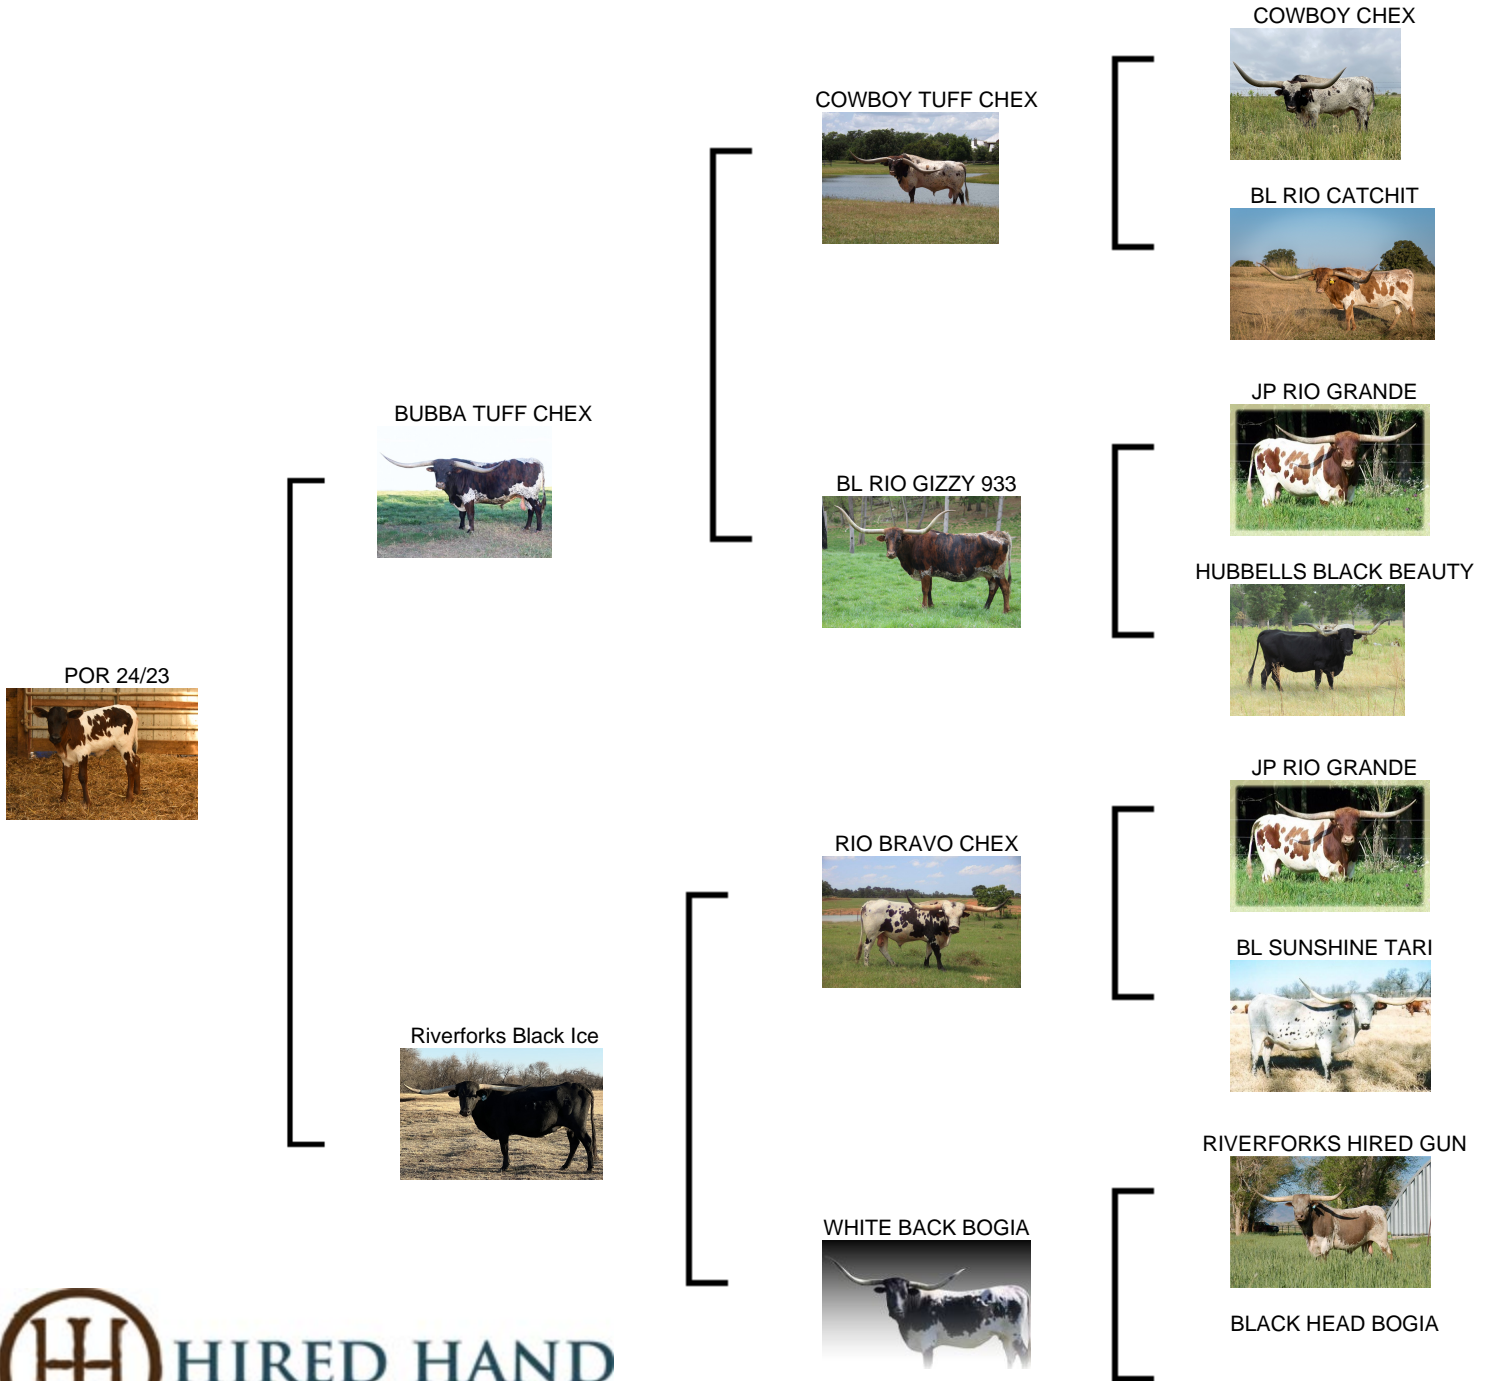 COWBOY CHEX
COWBOY TUFF CHEX
BL RIO CATCHIT
JP RIO GRANDE
BUBBA TUFF CHEX
BL RIO GIZZY 933
HUBBELLS BLACK BEAUTY
POR 24/23
JP RIO GRANDE
RIO BRAVO CHEX
BL SUNSHINE TARI
Riverforks Black Ice
RIVERFORKS HIRED GUN
WHITE BACK BOGIA
BLACK HEAD BOGIA
HIRED HAND